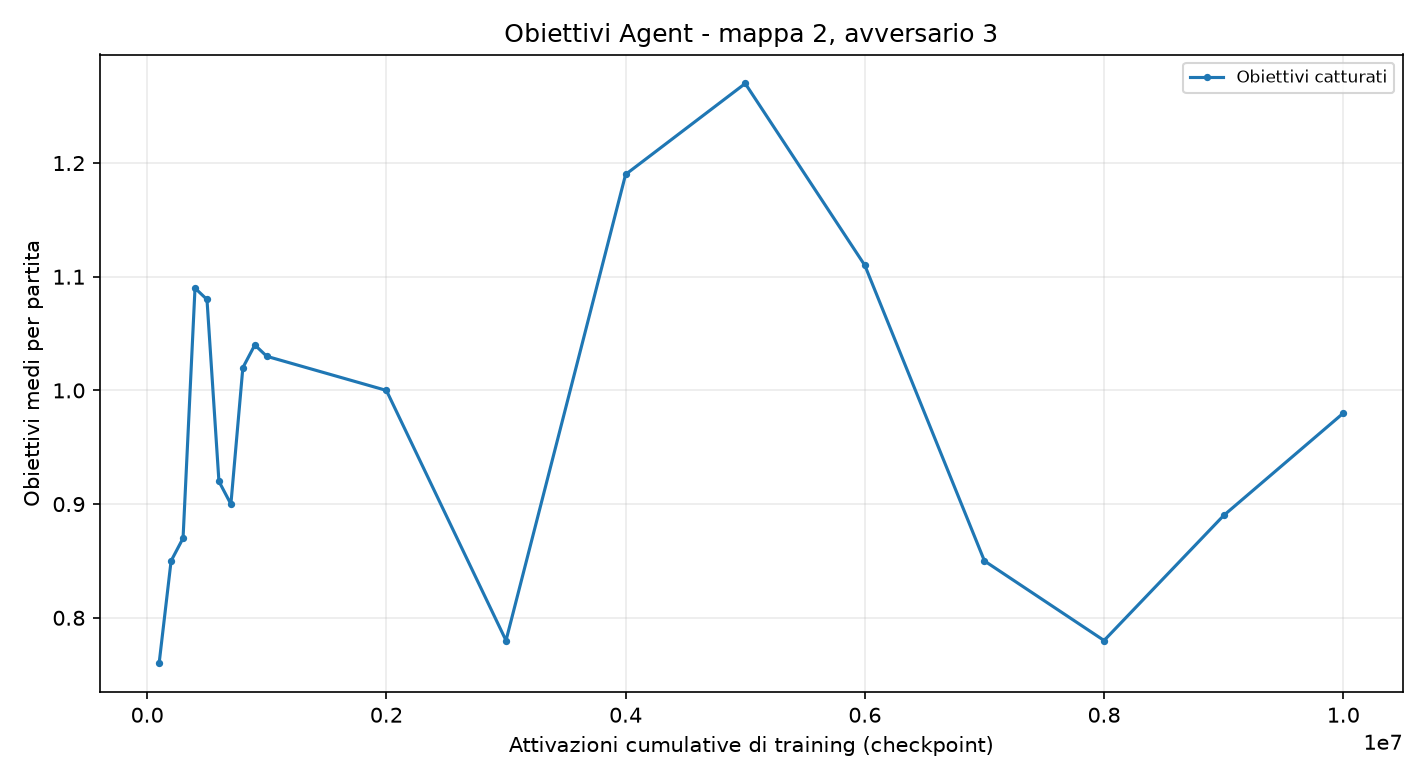 Obiettivi Agent - mappa 2, avversario 3
Obiettivi catturati
Obiettivi medi per partita
1.2
1.1
1.0
0.9
0.8
0.0
0.2
0.4
0.6
0.8
1.0
1e7
Attivazioni cumulative di training (checkpoint)